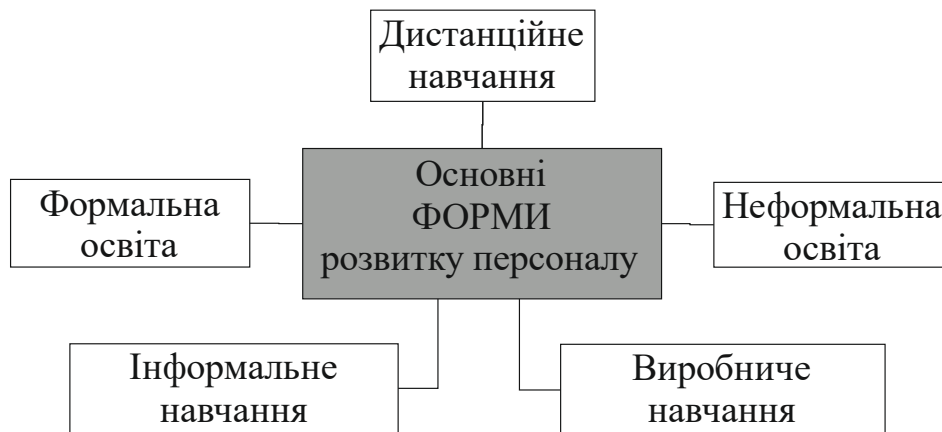 Дистанційне
навчання
Основні
ФОРМИ
розвитку персоналу
Формальна
освіта
Неформальна
освіта
Інформальне
навчання
Виробниче
навчання